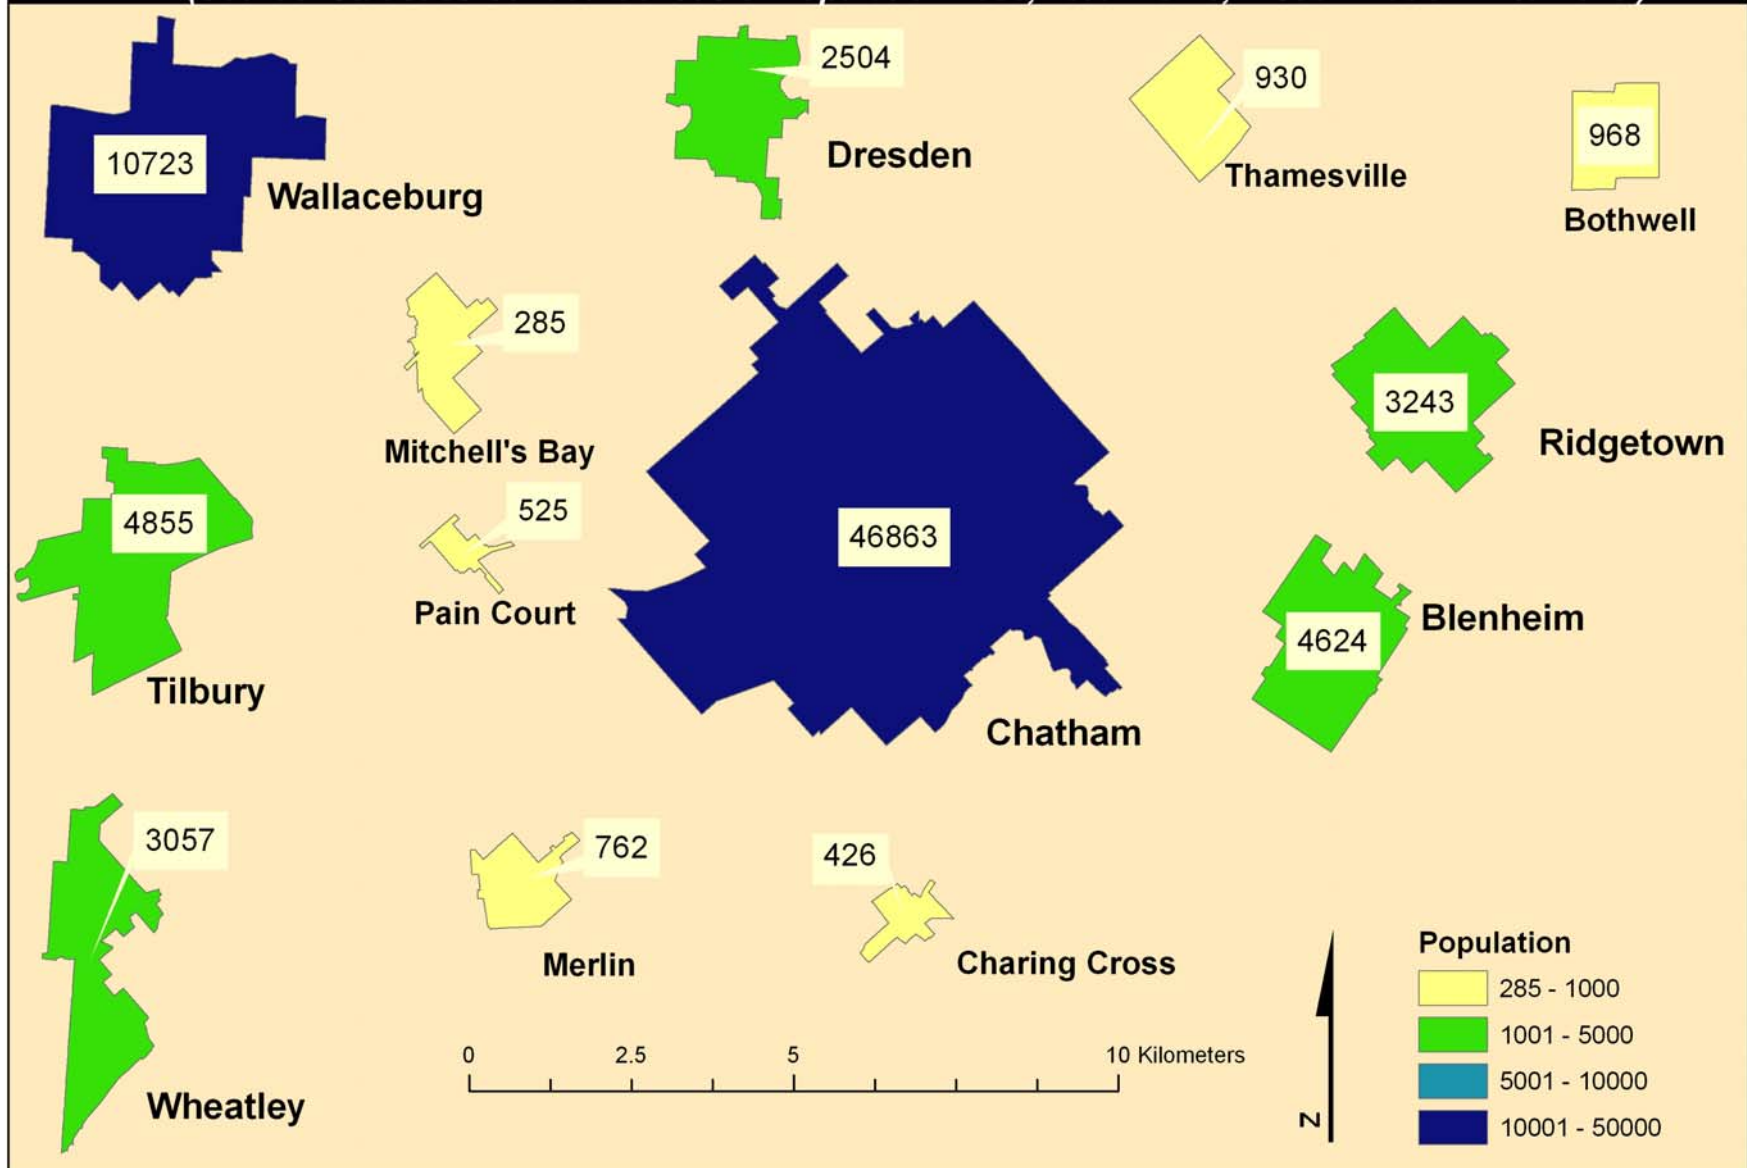 10723
Wallaceburg
2504
Dresden
930
Thamesville
968
Bothwell
285
Mitchell's Bay
525
Pain Court
4855
Tilbury
46863
Chatham
3243
Ridgetown
4624
Blenheim
3057
Wheatley
762
Merlin
426
Charing Cross
0 2.5 5 10 Kilometers
N
Population
285 - 1000
1001 - 5000
5001 - 10000
10001 - 50000